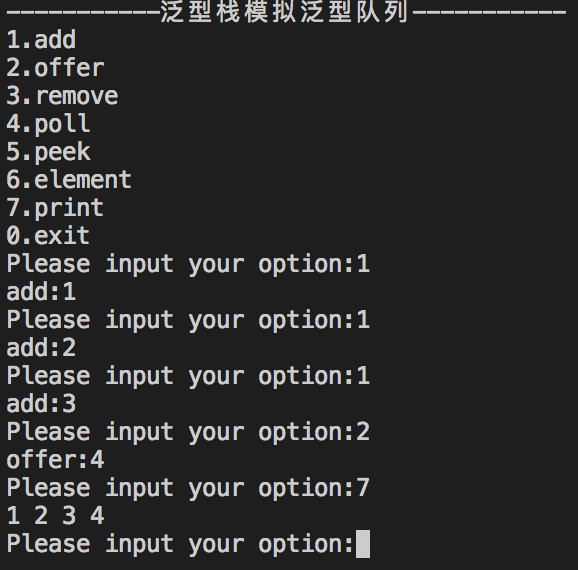 -----------泛型栈模拟泛型队列-----------
1.add
2.offer
3.remove
4.poll
5.peek
6.element
7.print
0.exit
Please input your option:1
add:1
Please input your option:1
add:2
Please input your option:1
add:3
Please input your option:2
offer:4
Please input your option:7
1 2 3 4
Please input your option: